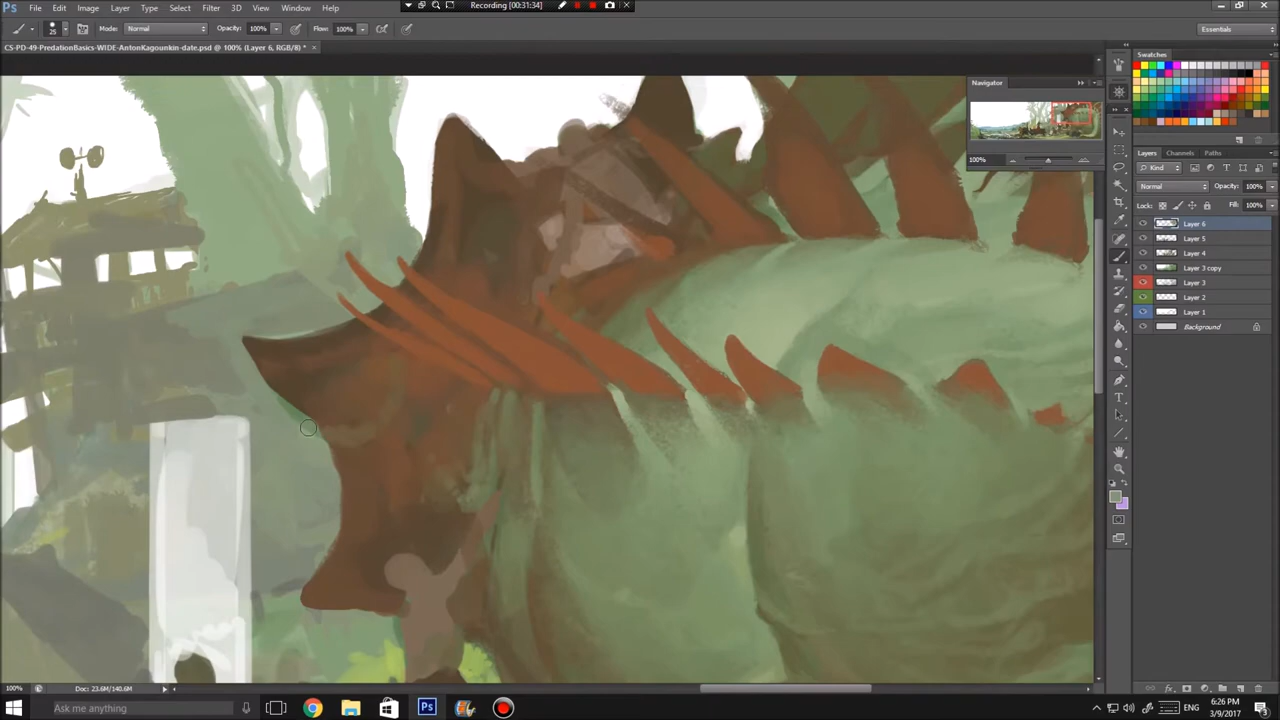 Ps File Edit Image Layer Type Select Filter 3D View Window Help
Recording [00:31:34]
25 Mode: Normal Opacity: 100% Flow: 100% Essentials
CS-PD-49-PredationBasics-WIDE-AntonKagounkin-date.psd @ 100% (Layer 6, RGB/8) * ×
Swatches
Navigator
100%
Layers Channels Paths
Kind
Normal Opacity: 100%
Lock: Fill: 100%
Layer 6
Layer 5
Layer 4
Layer 3 copy
Layer 3
Layer 2
Layer 1
Background
100% Doc: 23.6M/140.6M
Ask me anything
ENG
6:26 PM
3/9/2017